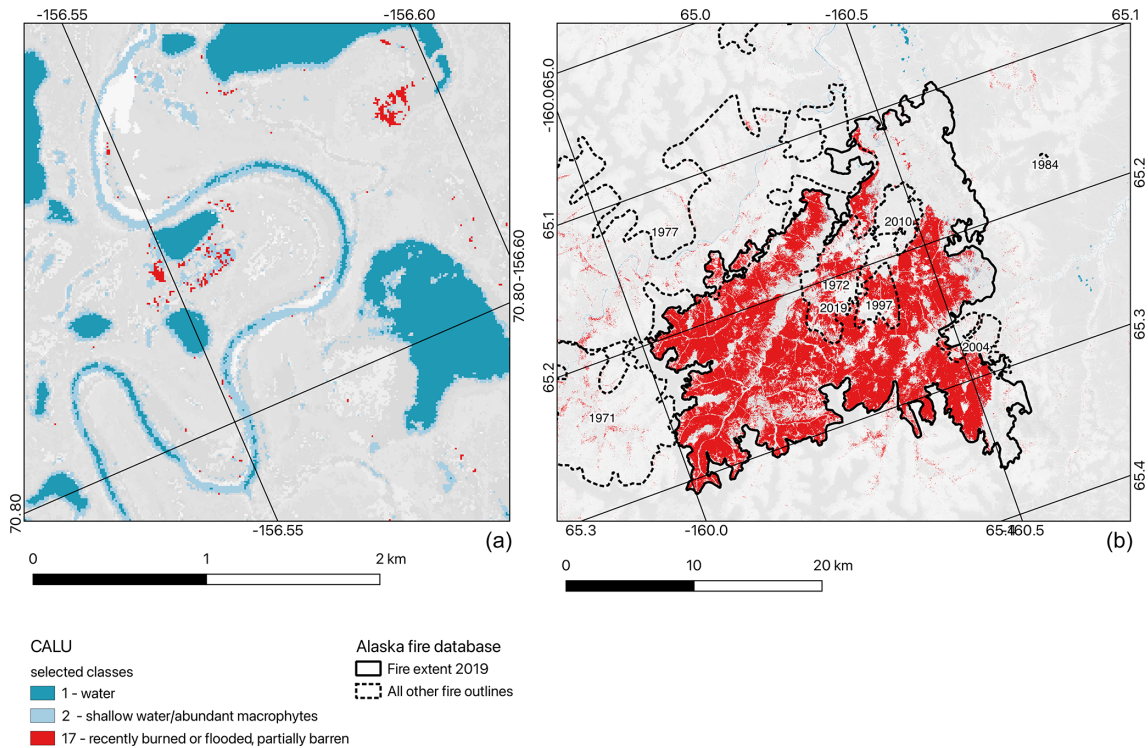 -156.55
-156.60
65.0
-160.5
65.1
-160.065.0
65.1
65.2
65.2
65.3
65.4
1984
1977
2010
1972
2019
1997
2004
1971
70.80-156.60
70.80
-156.55
(a)
65.3
-160.0
(b)
0
1
2 km
0
10
20 km
CALU
selected classes
1 - water
2 - shallow water/abundant macrophytes
17 - recently burned or flooded, partially barren
Alaska fire database
Fire extent 2019
All other fire outlines